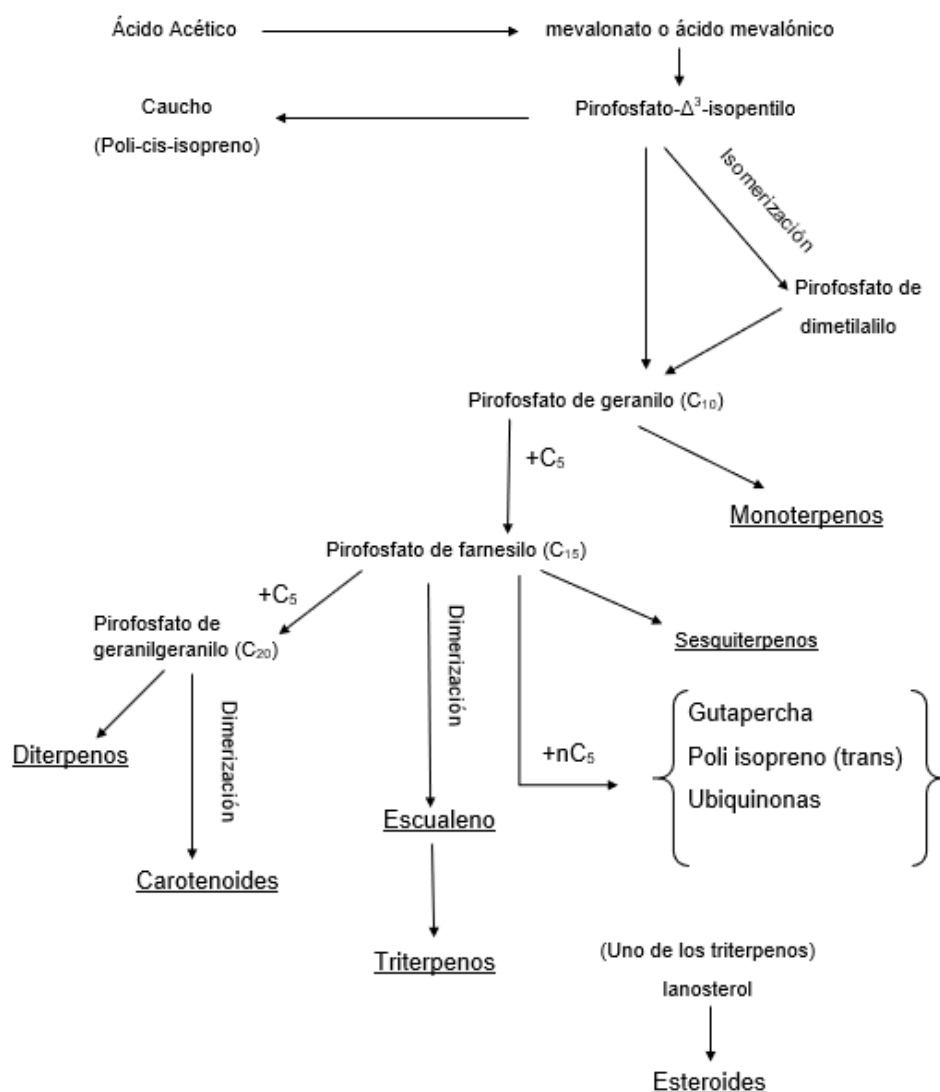 Ácido Acético
mevalonato o ácido mevalónico
Caucho
(Poli-cis-isopreno)
Pirofosfato-Δ³-isopentilo
Isomerización
Pirofosfato de
dimetilalilo
Pirofosfato de geranilo (C₁₀)
+C₅
Monoterpenos
Pirofosfato de farnesilo (C₁₅)
+C₅
Pirofosfato de
geranilgeranilo (C₂₀)
Dimerización
Sesquiterpenos
Diterpenos
Dimerización
+nC₅
Gutapercha
Poli isopreno (trans)
Ubiquinonas
Escualeno
Carotenoides
Triterpenos
(Uno de los triterpenos)
lanosterol
Esteroides